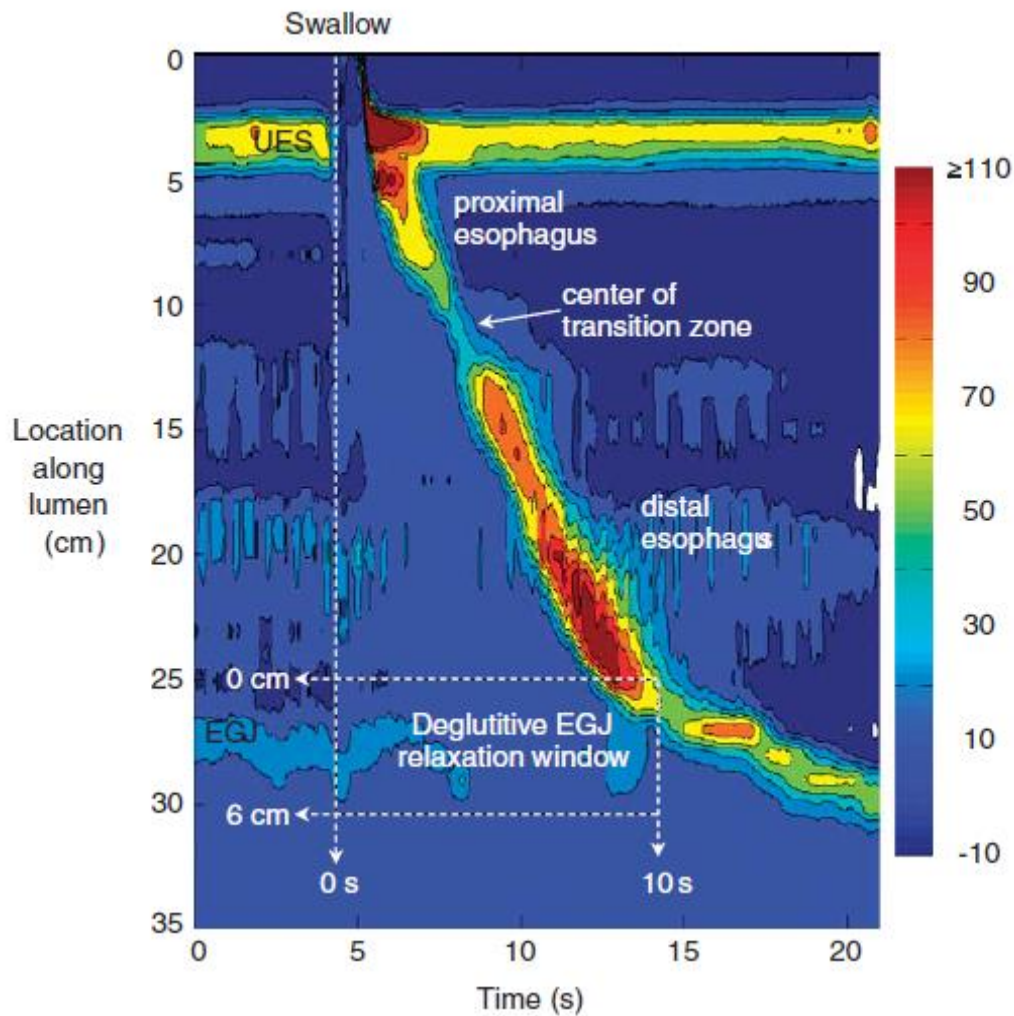 Swallow
0
5
10
15
20
25
30
35
Location
along
lumen
(cm)
UES
proximal
esophagus
center of
transition zone
distal
esophagus
0 cm
EGJ
Deglutitive EGJ
relaxation window
6 cm
0 s
10 s
≥110
90
70
50
30
10
-10
0
5
10
15
20
Time (s)